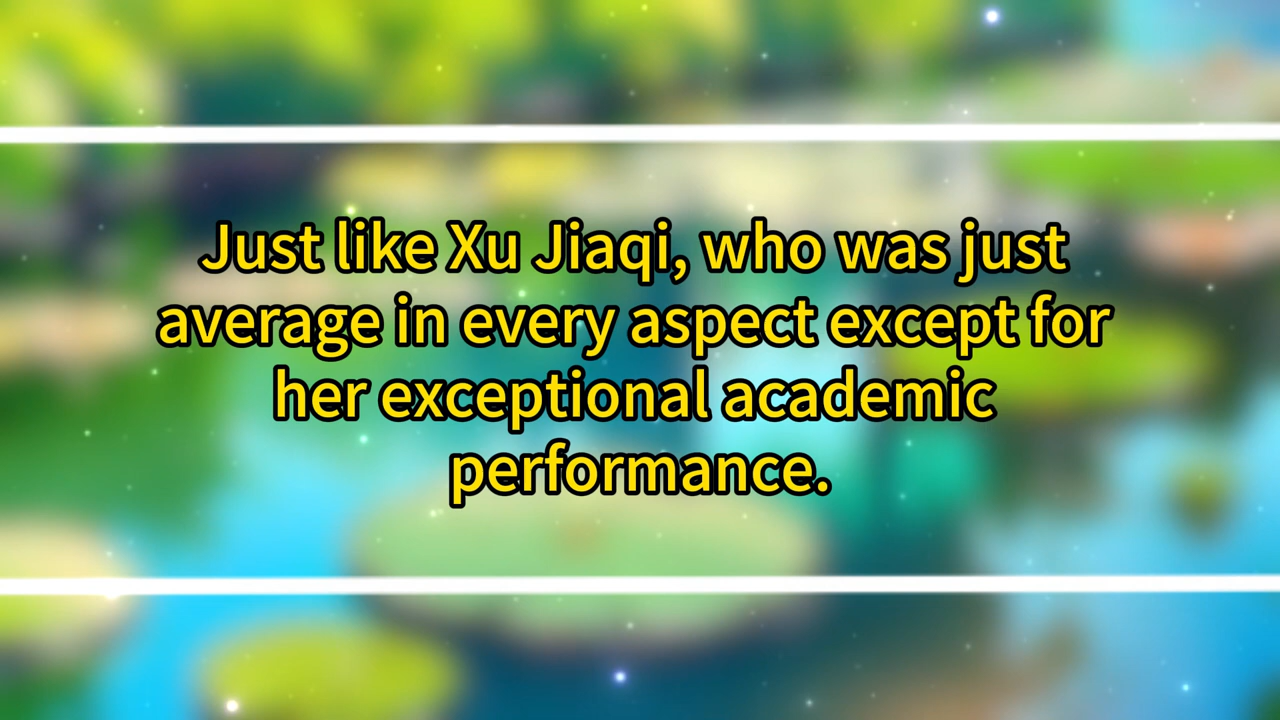 Just like Xu Jiaqi, who was just
average in every aspect except for
her exceptional academic
performance.